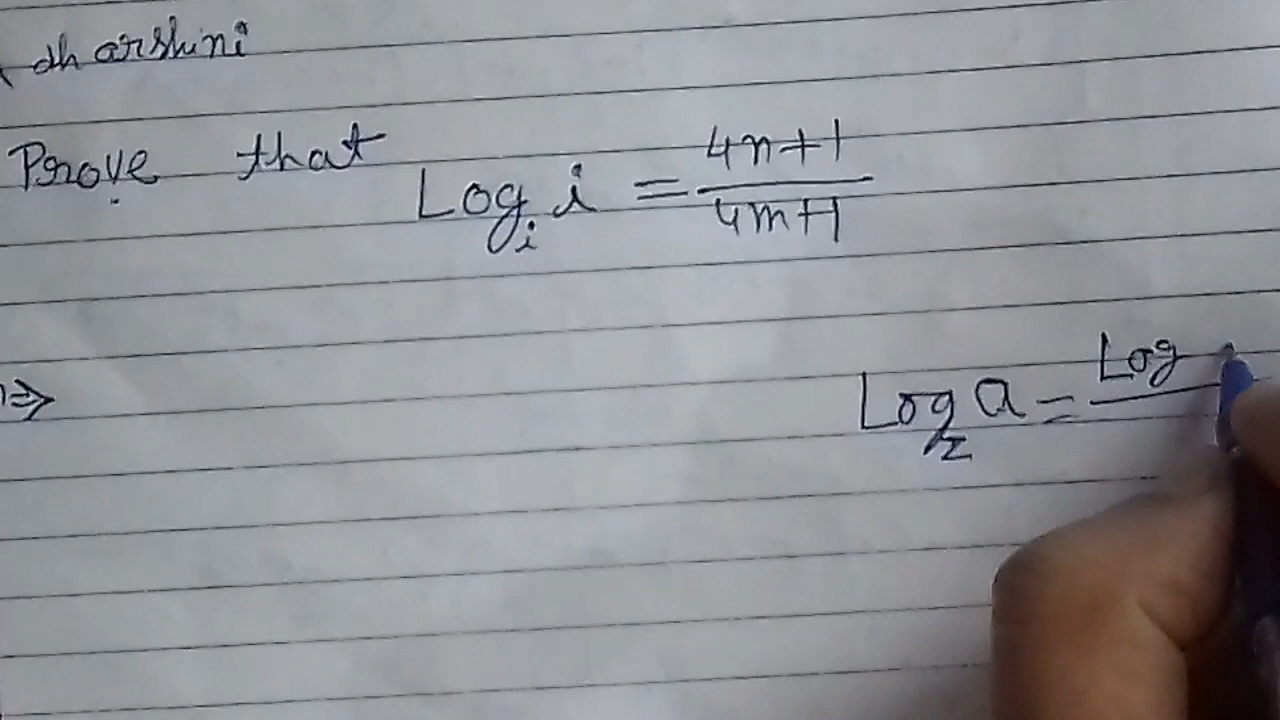 dharshini
Prove that Log_i i = 4n+1/4m+1
⇒
Log_z a = Log